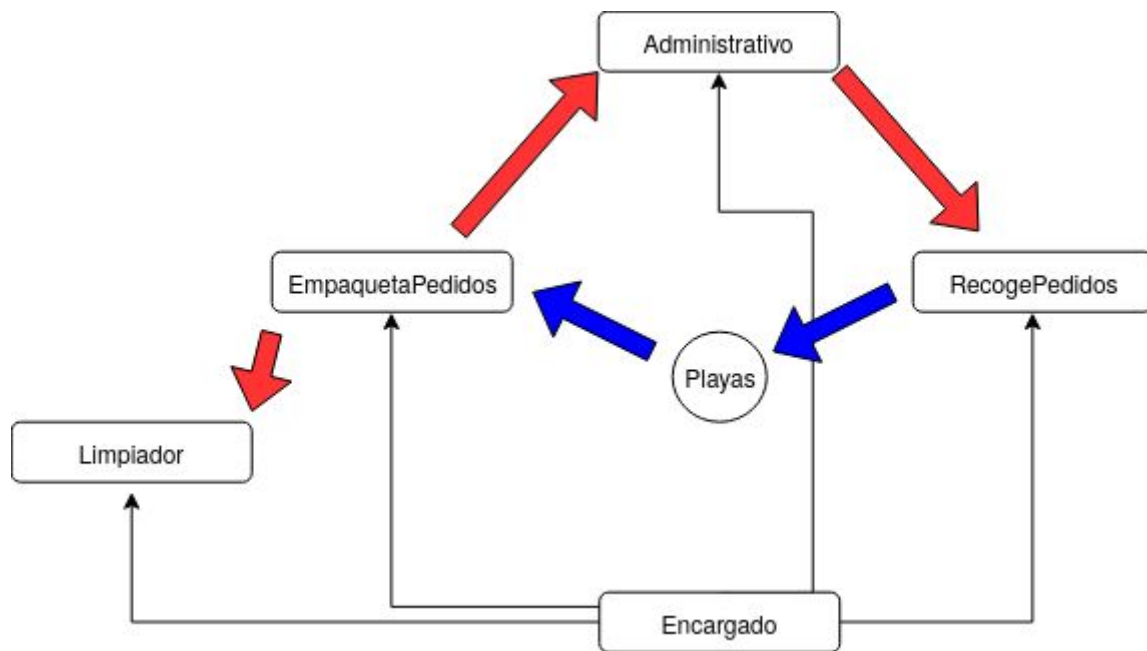 Administrativo
EmpaquetaPedidos
RecogePedidos
Playas
Limpiador
Encargado